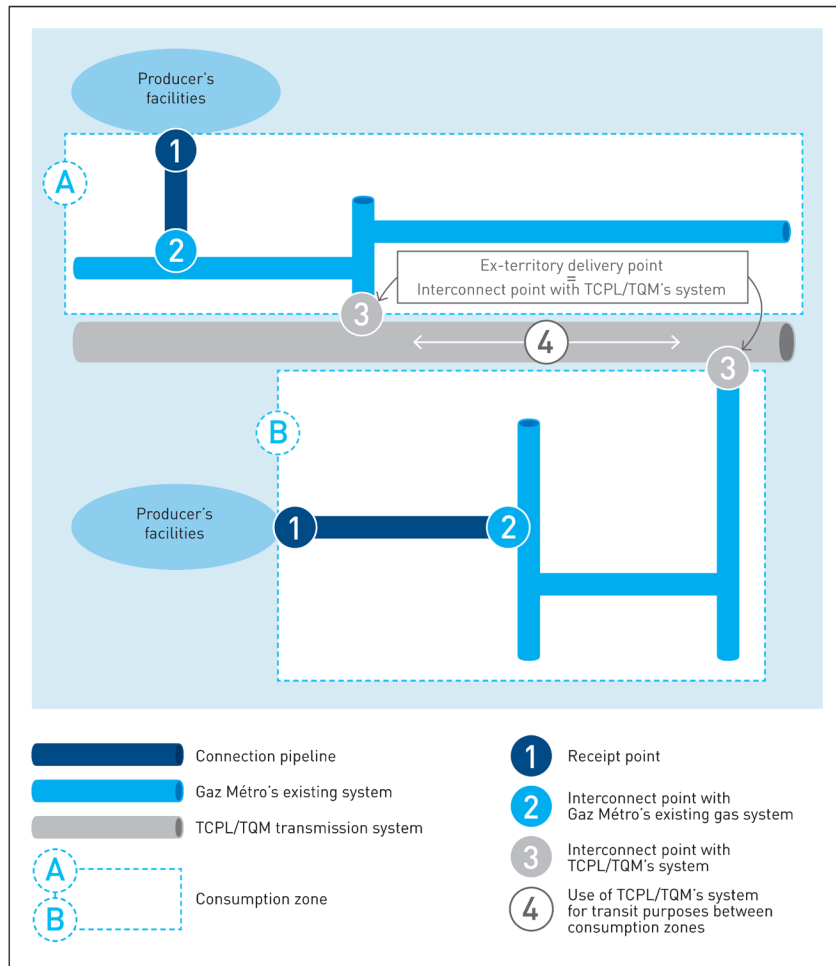 Producer's
facilities
1
A
2
Ex-territory delivery point
=
Interconnect point with TCPL/TQM's system
3
4
3
B
Producer's
facilities
1
2
Connection pipeline
Gaz Métro's existing system
TCPL/TQM transmission system
A
B
Consumption zone
1
Receipt point
2
Interconnect point with
Gaz Métro's existing gas system
3
Interconnect point with
TCPL/TQM's system
4
Use of TCPL/TQM's system
for transit purposes between
consumption zones